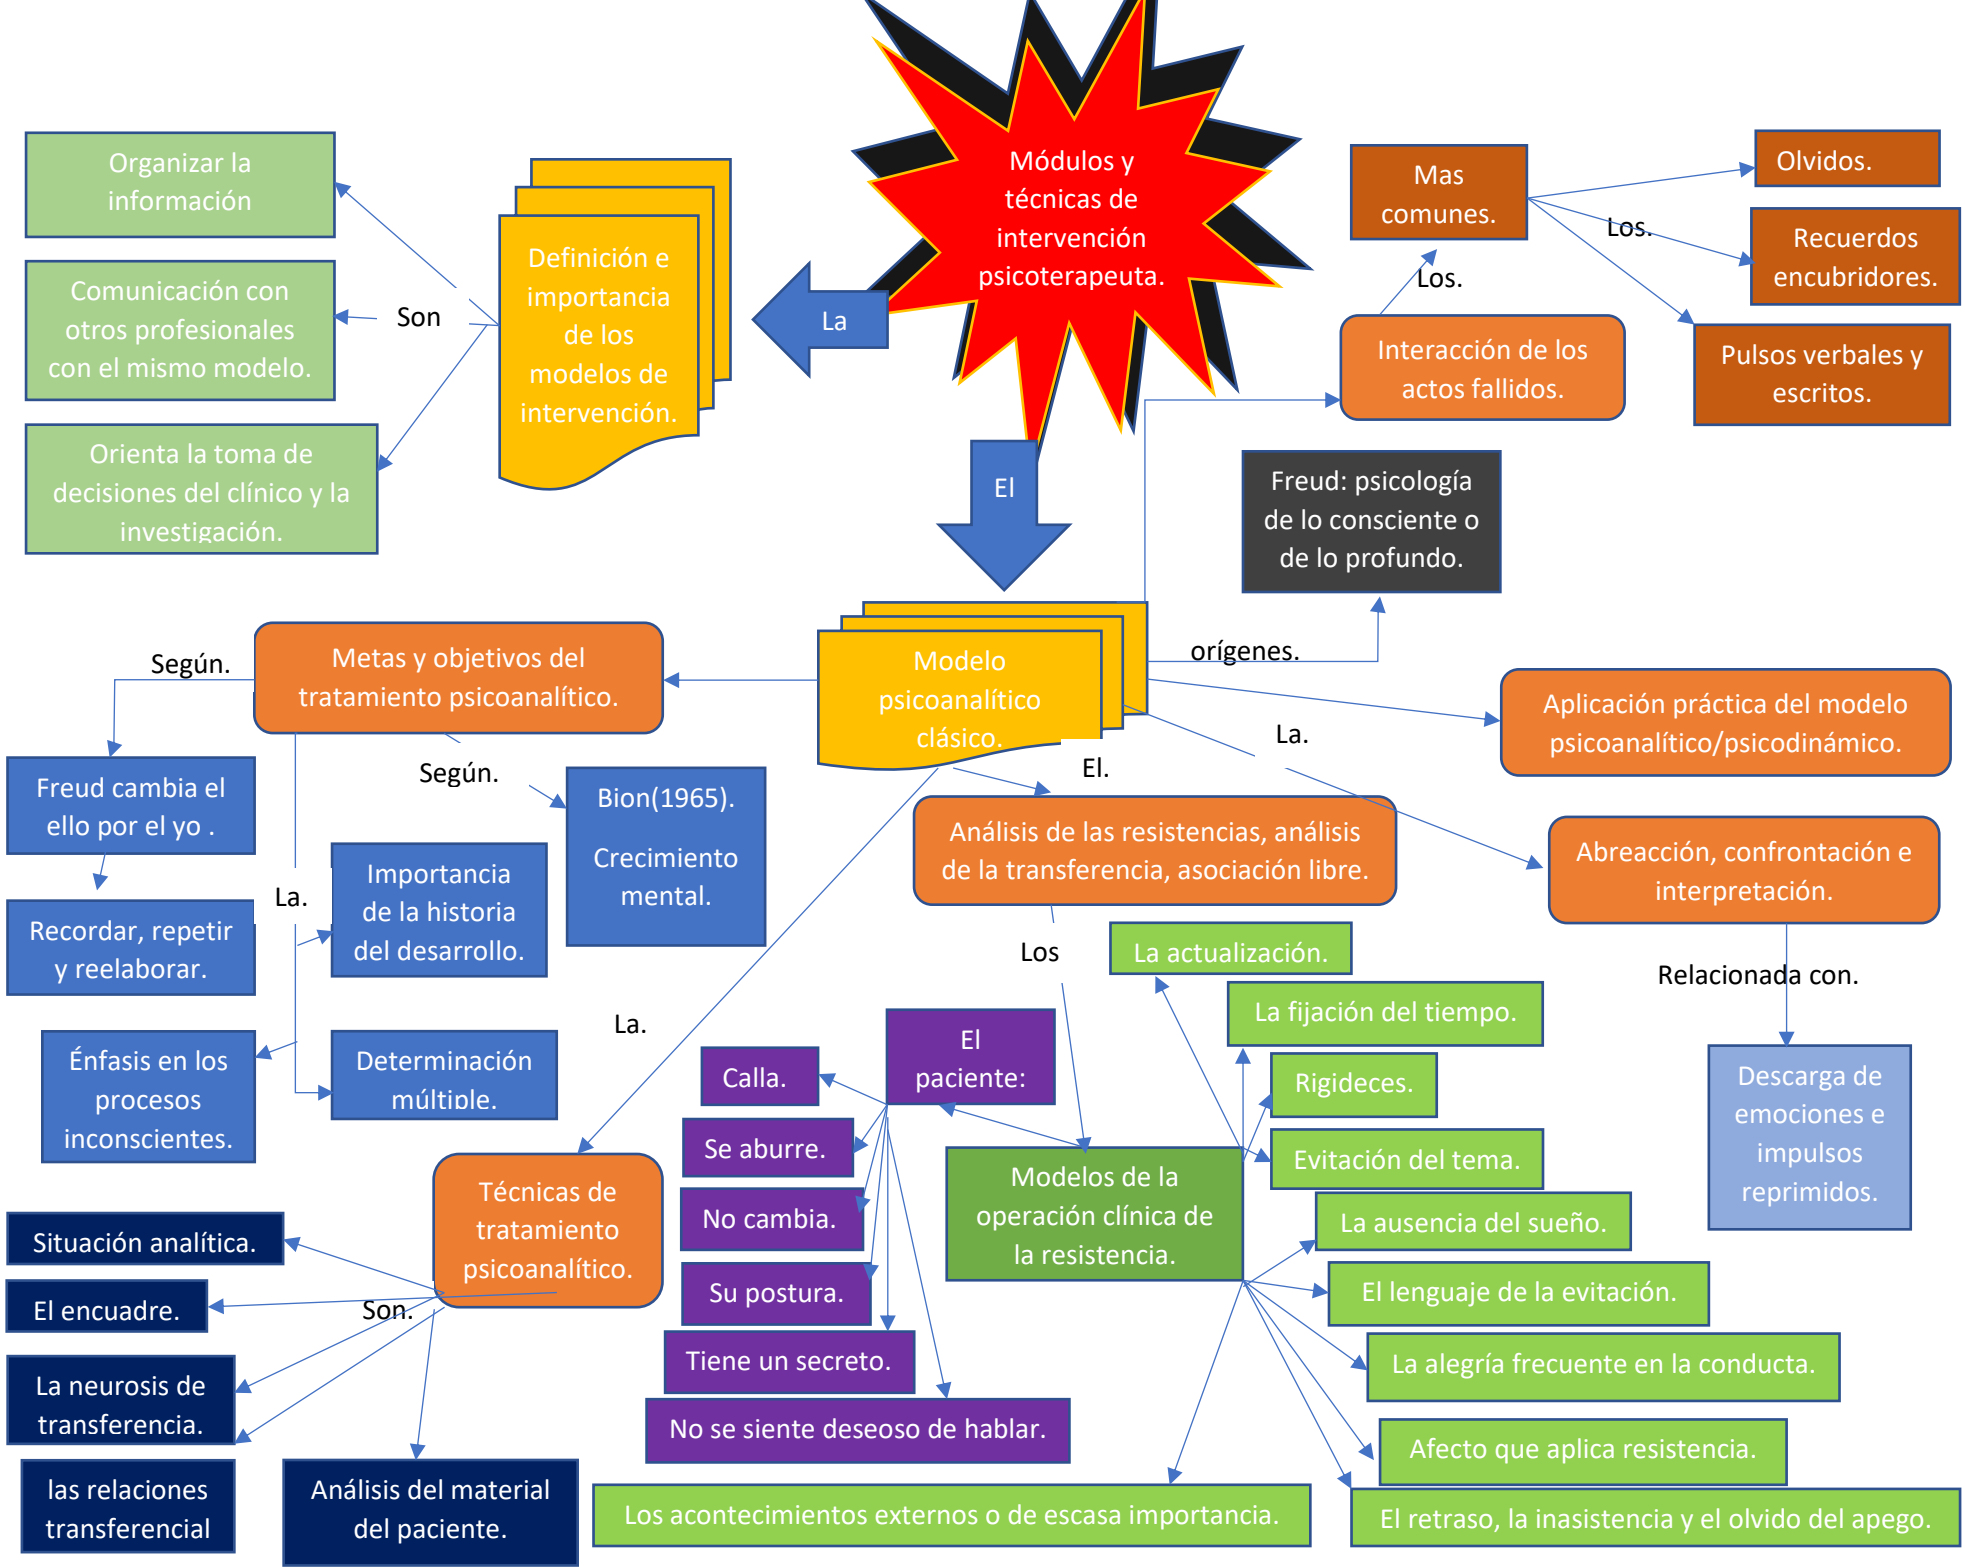 Módulos y
técnicas de
intervención
psicoterapeuta.
La
El
Definición e
importancia
de los
modelos de
intervención.
Son
Organizar la
información
Comunicación con
otros profesionales
con el mismo modelo.
Orienta la toma de
decisiones del clínico y la
investigación.
Mas
comunes.
Los.
Olvidos.
Recuerdos
encubridores.
Pulsos verbales y
escritos.
Los.
Interacción de los
actos fallidos.
Freud: psicología
de lo consciente o
de lo profundo.
orígenes.
Modelo
psicoanalítico
clásico.
Metas y objetivos del
tratamiento psicoanalítico.
Según.
Freud cambia el
ello por el yo .
Recordar, repetir
y reelaborar.
Según.
Bion(1965).
Crecimiento
mental.
La.
Importancia
de la historia
del desarrollo.
Énfasis en los
procesos
inconscientes.
Determinación
múltiple.
Aplicación práctica del modelo
psicoanalítico/psicodinámico.
La.
Abreacción, confrontación e
interpretación.
Relacionada con.
Descarga de
emociones e
impulsos
reprimidos.
El.
Análisis de las resistencias, análisis
de la transferencia, asociación libre.
Los
Modelos de la
operación clínica de
la resistencia.
La actualización.
La fijación del tiempo.
Rigideces.
Evitación del tema.
La ausencia del sueño.
El lenguaje de la evitación.
La alegría frecuente en la conducta.
Afecto que aplica resistencia.
El retraso, la inasistencia y el olvido del apego.
Los acontecimientos externos o de escasa importancia.
El
paciente:
Calla.
Se aburre.
No cambia.
Su postura.
Tiene un secreto.
No se siente deseoso de hablar.
La.
Técnicas de
tratamiento
psicoanalítico.
Son.
Situación analítica.
El encuadre.
La neurosis de
transferencia.
las relaciones
transferencial
Análisis del material
del paciente.